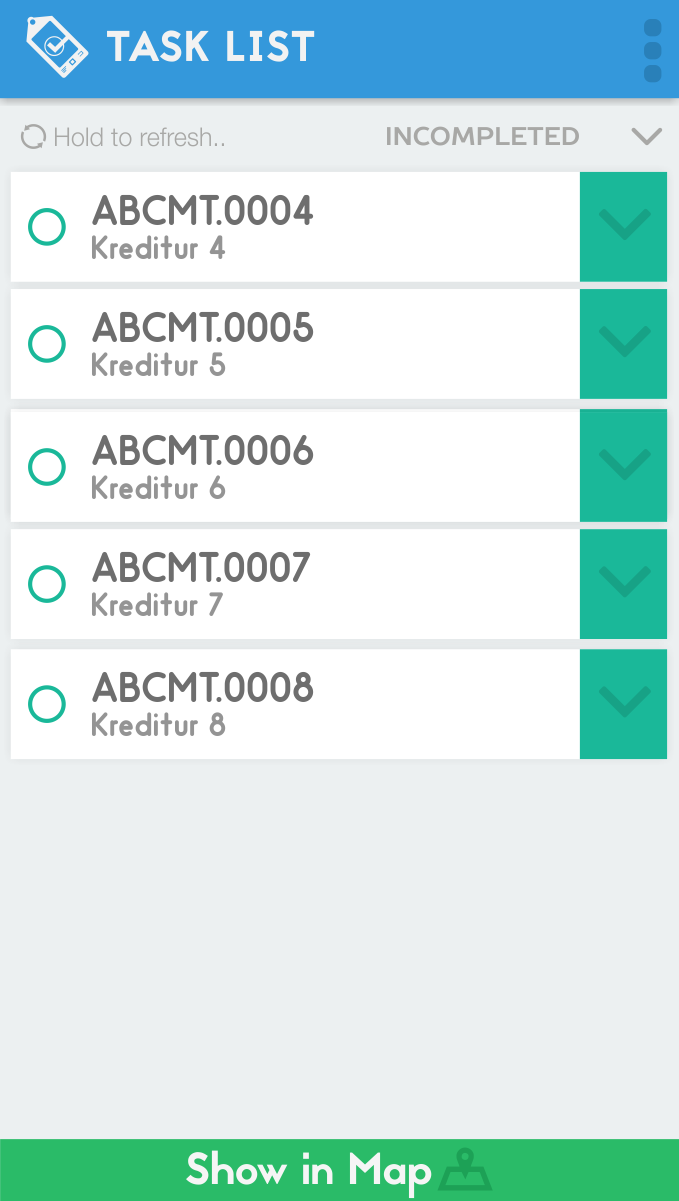 TASK LIST
Hold to refresh.. INCOMPLETED
ABCMT.0004
Kreditur 4
ABCMT.0005
Kreditur 5
ABCMT.0006
Kreditur 6
ABCMT.0007
Kreditur 7
ABCMT.0008
Kreditur 8
Show in Map